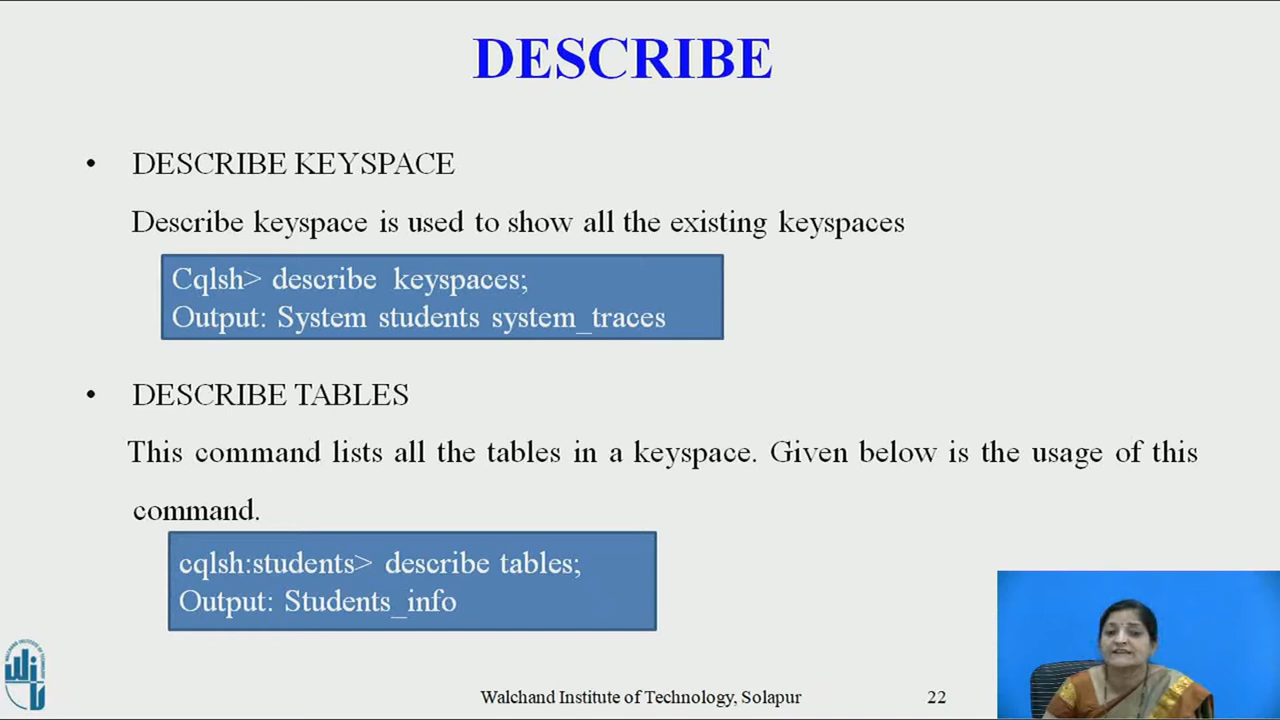 DESCRIBE
• DESCRIBE KEYSPACE
Describe keyspace is used to show all the existing keyspaces
Cqlsh> describe keyspaces;
Output: System students system_traces
• DESCRIBE TABLES
This command lists all the tables in a keyspace. Given below is the usage of this
command.
cqlsh:students> describe tables;
Output: Students_info
Walchand Institute of Technology, Solapur
22